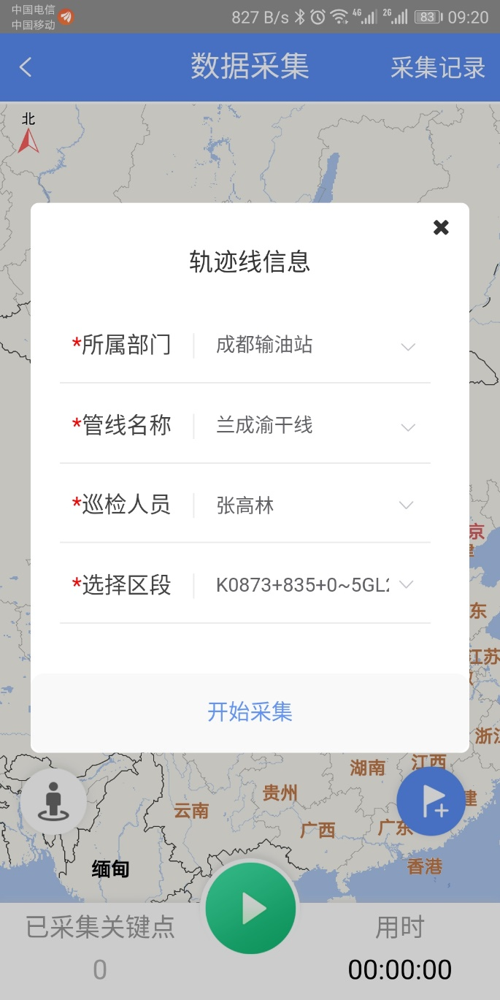 中国电信
中国移动
827 B/s 4G 2G 83 09:20
数据采集 采集记录
北
轨迹线信息
*所属部门 成都输油站
*管线名称 兰成渝干线
*巡检人员 张高林
京
*选择区段 K0873+835+0~5GL
东
江苏
开始采集
浙江
湖南 江西
贵州
云南 建
广西 广东
缅甸 香港
已采集关键点 用时
0 00:00:00